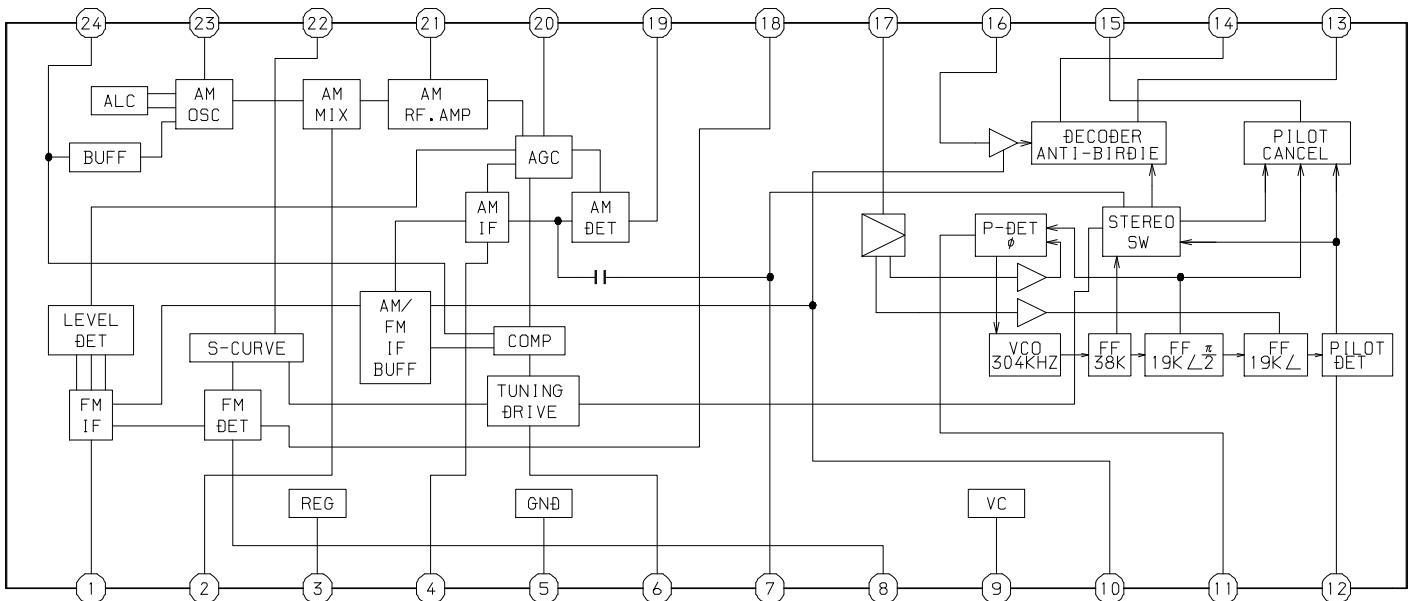 24 23 22 21 20 19 18 17 16 15 14 13
ALC
AM
OSC
AM
MIX
AM
RF.AMP
BUFF
AGC
DECODER
ANTI-BIRDIE
PILOT
CANCEL
AM
IF
AM
DET
P-DET
ø
STEREO
SW
LEVEL
DET
S-CURVE
AM/
FM
IF
BUFF
COMP
VCO
304KHZ
FF
38K
FF π
19K∠2
FF
19K∠
PILOT
DET
FM
IF
FM
DET
TUNING
DRIVE
REG
GND
VC
1 2 3 4 5 6 7 8 9 10 11 12